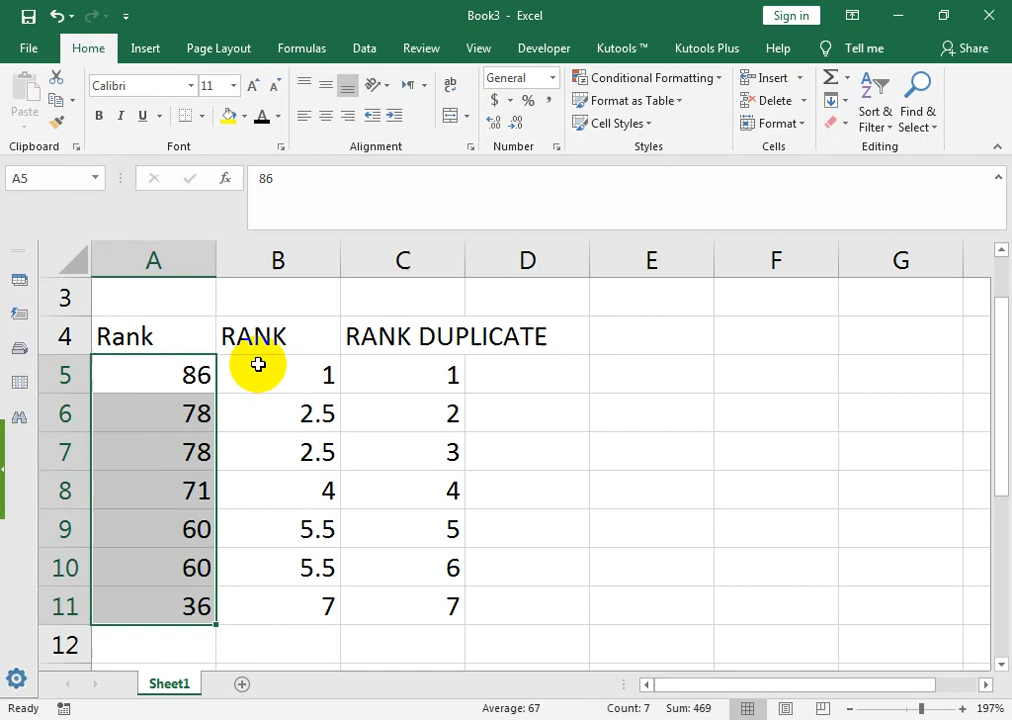 Book3 - Excel
Sign in
File Home Insert Page Layout Formulas Data Review View Developer Kutools ™ Kutools Plus Help Tell me Share
Paste
Calibri 11
B I U A
ab
General
$ % ,
Conditional Formatting
Format as Table
Cell Styles
Insert
Delete
Format
Sort &
Filter
Find &
Select
Clipboard Font Alignment Number Styles Cells Editing
A5 fx 86
A B C D E F G
3
4 Rank RANK RANK DUPLICATE
5 86 1 1
6 78 2.5 2
7 78 2.5 3
8 71 4 4
9 60 5.5 5
10 60 5.5 6
11 36 7 7
12
Sheet1
Ready Average: 67 Count: 7 Sum: 469 197%